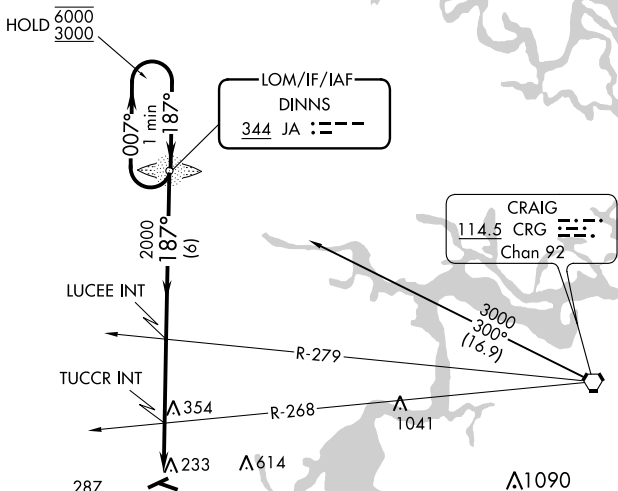 HOLD 6000
3000
007°
1 min
187°
LOM/IF/IAF
DINNS
344 JA
2000
187°
(6)
CRAIG
114.5 CRG
Chan 92
3000
300°
(16.9)
LUCEE INT
R-279
TUCCR INT
354
R-268
1041
233
614
287
1090